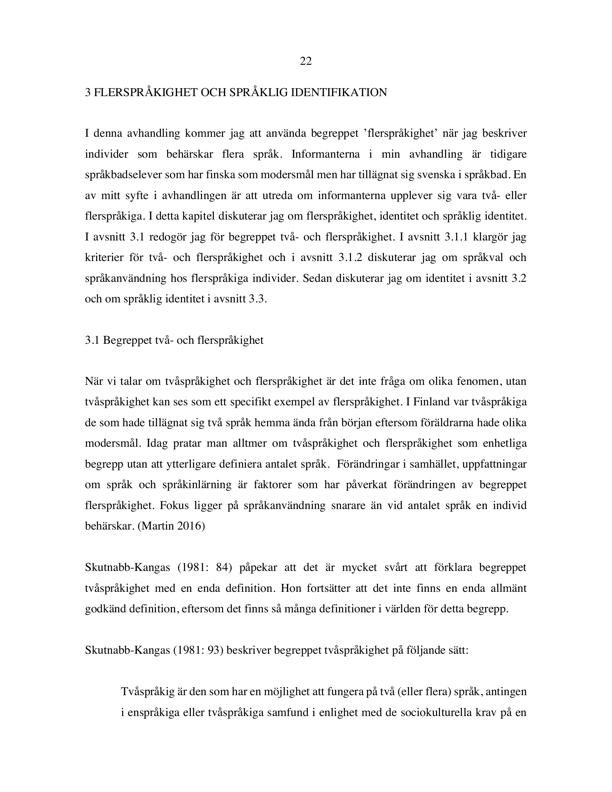 22
3 FLERSPRÅKIGHET OCH SPRÅKLIG IDENTIFIKATION
I denna avhandling kommer jag att använda begreppet ’flerspråkighet’ när jag beskriver
individer som behärskar flera språk. Informanterna i min avhandling är tidigare
språkbadselever som har finska som modersmål men har tillägnat sig svenska i språkbad. En
av mitt syfte i avhandlingen är att utreda om informanterna upplever sig vara två- eller
flerspråkiga. I detta kapitel diskuterar jag om flerspråkighet, identitet och språklig identitet.
I avsnitt 3.1 redogör jag för begreppet två- och flerspråkighet. I avsnitt 3.1.1 klargör jag
kriterier för två- och flerspråkighet och i avsnitt 3.1.2 diskuterar jag om språkval och
språkanvändning hos flerspråkiga individer. Sedan diskuterar jag om identitet i avsnitt 3.2
och om språklig identitet i avsnitt 3.3.
3.1 Begreppet två- och flerspråkighet
När vi talar om tvåspråkighet och flerspråkighet är det inte fråga om olika fenomen, utan
tvåspråkighet kan ses som ett specifikt exempel av flerspråkighet. I Finland var tvåspråkiga
de som hade tillägnat sig två språk hemma ända från början eftersom föräldrarna hade olika
modersmål. Idag pratar man alltmer om tvåspråkighet och flerspråkighet som enhetliga
begrepp utan att ytterligare definiera antalet språk.  Förändringar i samhället, uppfattningar
om språk och språkinlärning är faktorer som har påverkat förändringen av begreppet
flerspråkighet. Fokus ligger på språkanvändning snarare än vid antalet språk en individ
behärskar. (Martin 2016)
Skutnabb-Kangas (1981: 84) påpekar att det är mycket svårt att förklara begreppet
tvåspråkighet med en enda definition. Hon fortsätter att det inte finns en enda allmänt
godkänd definition, eftersom det finns så många definitioner i världen för detta begrepp.
Skutnabb-Kangas (1981: 93) beskriver begreppet tvåspråkighet på följande sätt:
Tvåspråkig är den som har en möjlighet att fungera på två (eller flera) språk, antingen
i enspråkiga eller tvåspråkiga samfund i enlighet med de sociokulturella krav på en